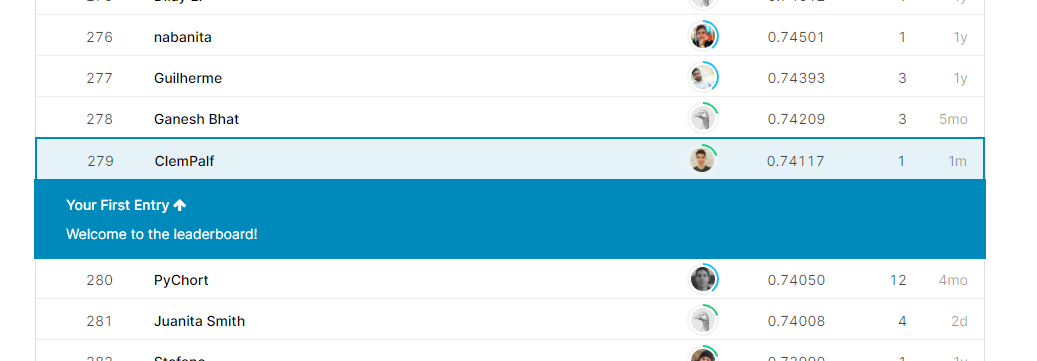 276 nabanita 0.74501 1 1y
277 Guilherme 0.74393 3 1y
278 Ganesh Bhat 0.74209 3 5mo
279 ClemPalf 0.74117 1 1m
Your First Entry
Welcome to the leaderboard!
280 PyChort 0.74050 12 4mo
281 Juanita Smith 0.74008 4 2d